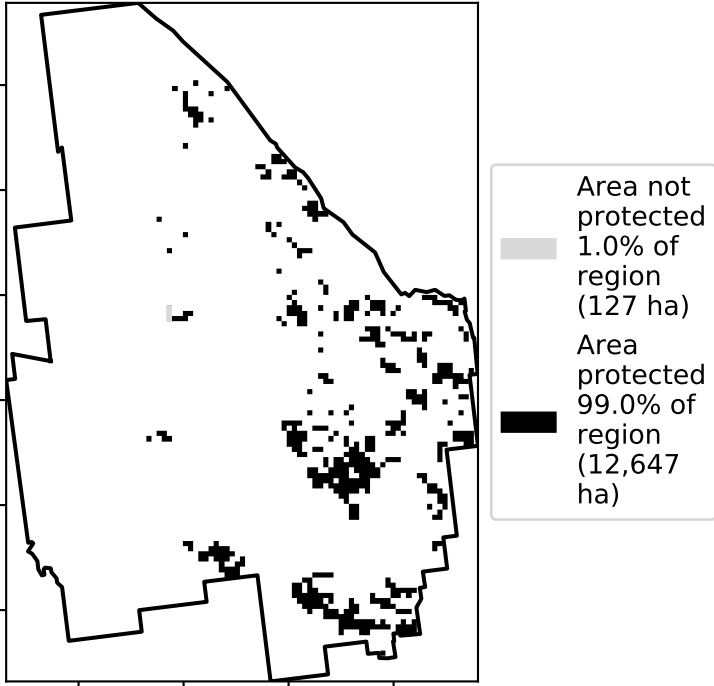 Area not
protected
1.0% of
region
(127 ha)
Area
protected
99.0% of
region
(12,647
ha)